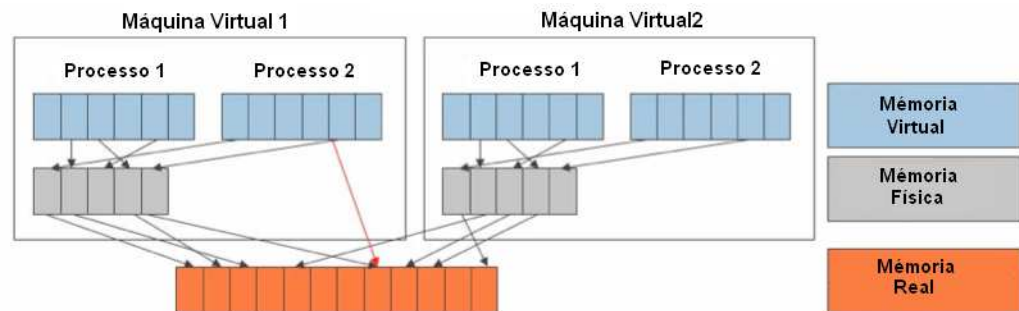 Máquina Virtual 1
Máquina Virtual2
Processo 1
Processo 2
Processo 1
Processo 2
Mémoria
Virtual
Mémoria
Física
Mémoria
Real